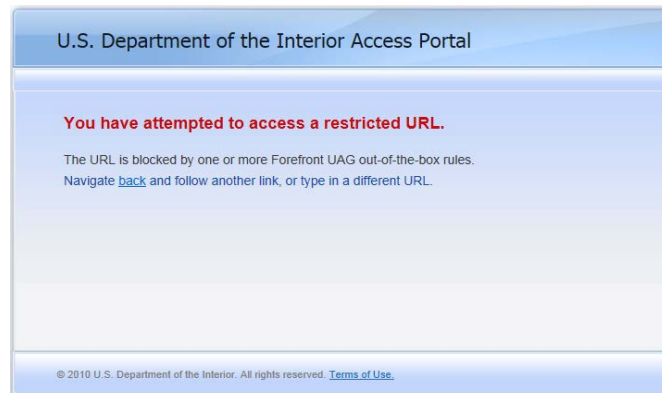 U.S. Department of the Interior Access Portal
You have attempted to access a restricted URL.
The URL is blocked by one or more Forefront UAG out-of-the-box rules.
Navigate back and follow another link, or type in a different URL.
© 2010 U.S. Department of the Interior. All rights reserved. Terms of Use.